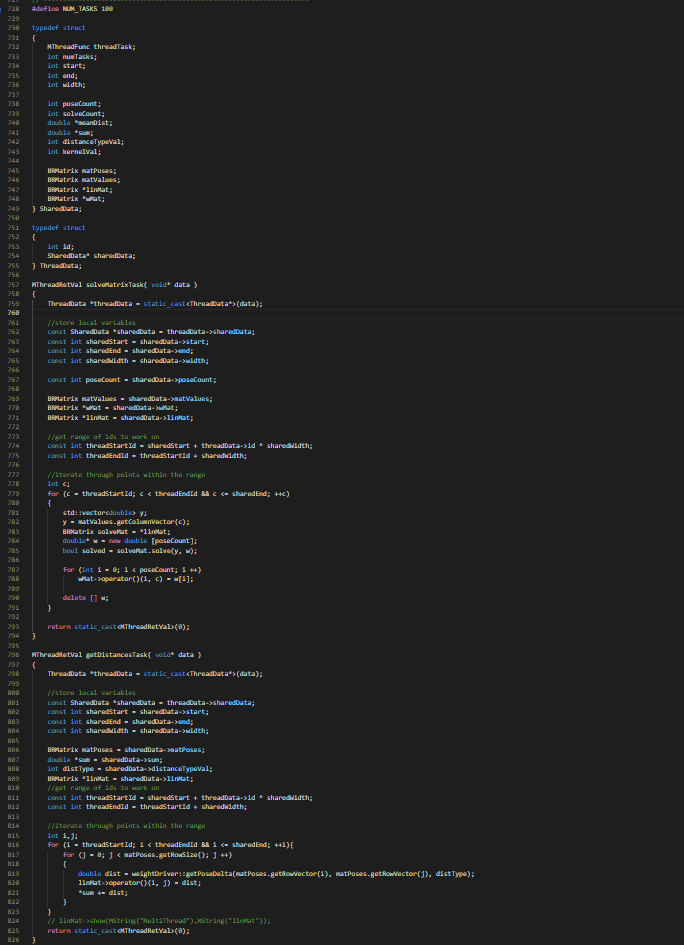 728 #define NUM_TASKS 100
729
730 typedef struct
731 {
732 MThreadFunc threadTask;
733 int numTasks;
734 int start;
735 int end;
736 int width;
737
738 int poseCount;
739 int solveCount;
740 double *meanDist;
741 double *sum;
742 int distanceTypeVal;
743 int kernelVal;
744
745 BRMatrix matPoses;
746 BRMatrix matValues;
747 BRMatrix *linMat;
748 BRMatrix *wMat;
749 } SharedData;
750
751 typedef struct
752 {
753 int id;
754 SharedData* sharedData;
755 } ThreadData;
756
757 MThreadRetVal solveMatrixTask( void* data )
758 {
759 ThreadData *threadData = static_cast<ThreadData*>(data);
760
761 //store local variables
762 const SharedData *sharedData = threadData->sharedData;
763 const int sharedStart = sharedData->start;
764 const int sharedEnd = sharedData->end;
765 const int sharedWidth = sharedData->width;
766
767 const int poseCount = sharedData->poseCount;
768
769 BRMatrix matValues = sharedData->matValues;
770 BRMatrix *wMat = sharedData->wMat;
771 BRMatrix *linMat = sharedData->linMat;
772
773 //get range of ids to work on
774 const int threadStartId = sharedStart + threadData->id * sharedWidth;
775 const int threadEndId = threadStartId + sharedWidth;
776
777 //iterate through points within the range
778 int c;
779 for (c = threadStartId; c < threadEndId && c <= sharedEnd; ++c)
780 {
781 std::vector<double> y;
782 y = matValues.getColumnVector(c);
783 BRMatrix solveMat = *linMat;
784 double* w = new double [poseCount];
785 bool solved = solveMat.solve(y, w);
786
787 for (int i = 0; i < poseCount; i ++)
788 wMat->operator()(i, c) = w[i];
789
790 delete [] w;
791 }
792
793 return static_cast<MThreadRetVal>(0);
794 }
795
796 MThreadRetVal getDistancesTask( void* data )
797 {
798 ThreadData *threadData = static_cast<ThreadData*>(data);
799
800 //store local variables
801 const SharedData *sharedData = threadData->sharedData;
802 const int sharedStart = sharedData->start;
803 const int sharedEnd = sharedData->end;
804 const int sharedWidth = sharedData->width;
805
806 BRMatrix matPoses = sharedData->matPoses;
807 double *sum = sharedData->sum;
808 int distType = sharedData->distanceTypeVal;
809 BRMatrix *linMat = sharedData->linMat;
810 //get range of ids to work on
811 const int threadStartId = sharedStart + threadData->id * sharedWidth;
812 const int threadEndId = threadStartId + sharedWidth;
813
814 //iterate through points within the range
815 int i,j;
816 for (i = threadStartId; i < threadEndId && i <= sharedEnd; ++i){
817 for (j = 0; j < matPoses.getRowSize(); j ++)
818 {
819 double dist = weightDriver::getPoseDelta(matPoses.getRowVector(i), matPoses.getRowVector(j), distType);
820 linMat->operator()(i, j) = dist;
821 *sum += dist;
822 }
823 }
824 // linMat->show(MString("MultiThread"),MString("linMat"));
825 return static_cast<MThreadRetVal>(0);
826 }